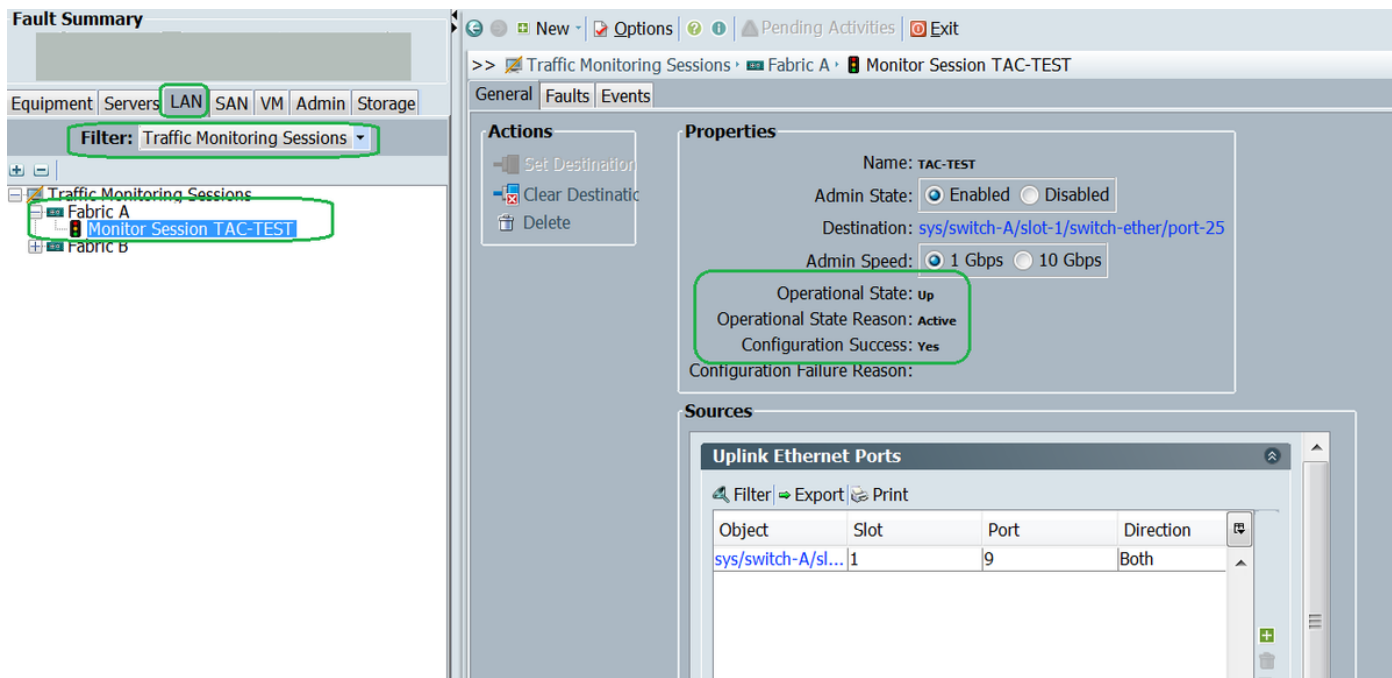 Fault Summary
Equipment Servers LAN SAN VM Admin Storage
Filter: Traffic Monitoring Sessions
Traffic Monitoring Sessions
Fabric A
Monitor Session TAC-TEST
Fabric B
New Options Pending Activities Exit
>> Traffic Monitoring Sessions Fabric A Monitor Session TAC-TEST
General Faults Events
Actions
Set Destination
Clear Destinatic
Delete
Properties
Name: TAC-TEST
Admin State: Enabled Disabled
Destination: sys/switch-A/slot-1/switch-ether/port-25
Admin Speed: 1 Gbps 10 Gbps
Operational State: Up
Operational State Reason: Active
Configuration Success: Yes
Configuration Failure Reason:
Sources
Uplink Ethernet Ports
Filter Export Print
Object Slot Port Direction
sys/switch-A/sl... 1 9 Both